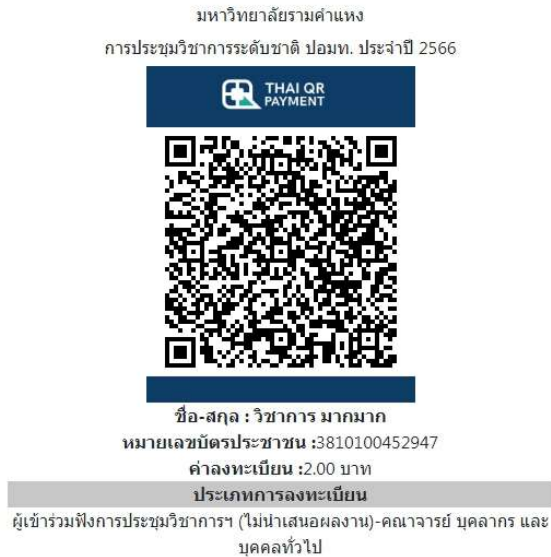 มหาวิทยาลัยรามคำแหง
การประชุมวิชาการระดับชาติ ปอมท. ประจำปี 2566
THAI QR
PAYMENT
ชื่อ-สกุล : วิชาการ มากมาก
หมายเลขบัตรประชาชน :3810100452947
ค่าลงทะเบียน :2.00 บาท
ประเภทการลงทะเบียน
ผู้เข้าร่วมฟังการประชุมวิชาการฯ (ไม่นำเสนอผลงาน)-คณาจารย์ บุคลากร และ
บุคคลทั่วไป